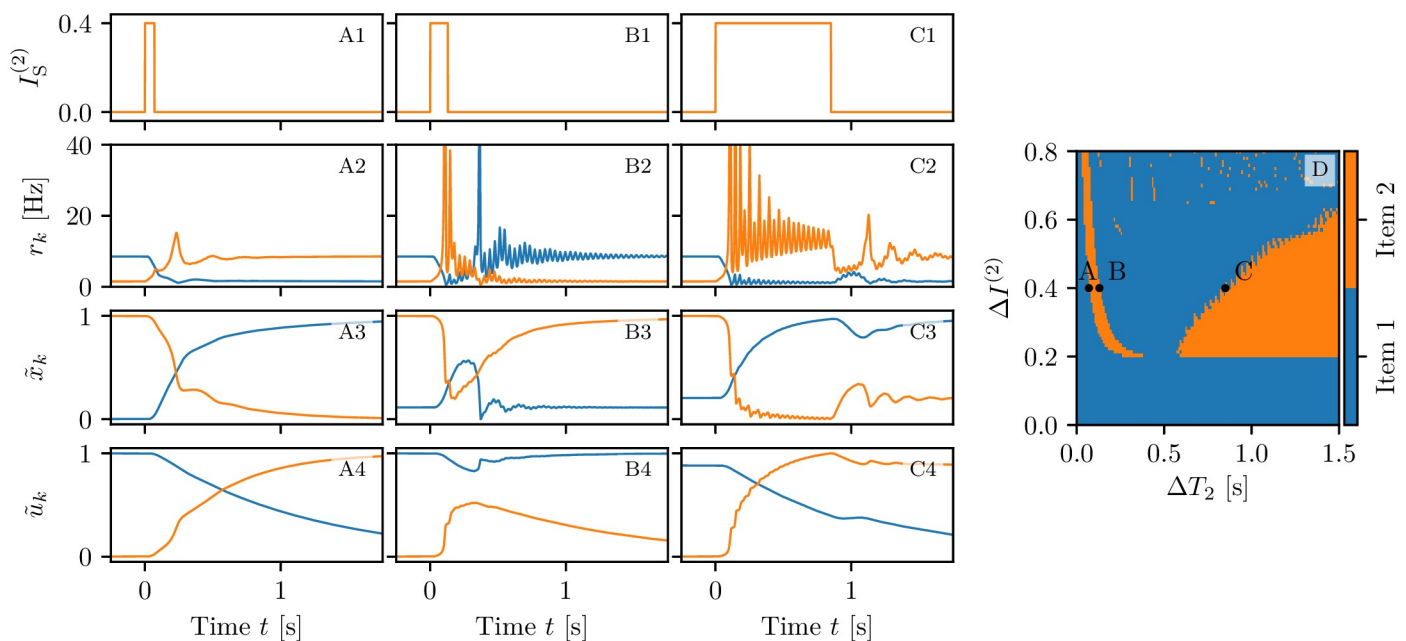 I_S^(2)
0.4
0.0
A1
B1
C1
r_k [Hz]
40
20
0
A2
B2
C2
x̃_k
1
0
A3
B3
C3
ũ_k
1
0
A4
B4
C4
0 1
0 1
0 1
Time t [s]
Time t [s]
Time t [s]
ΔI^(2)
0.8
0.6
0.4
0.2
0.0
D
A B
C
0.0 0.5 1.0 1.5
ΔT_2 [s]
Item 2
Item 1